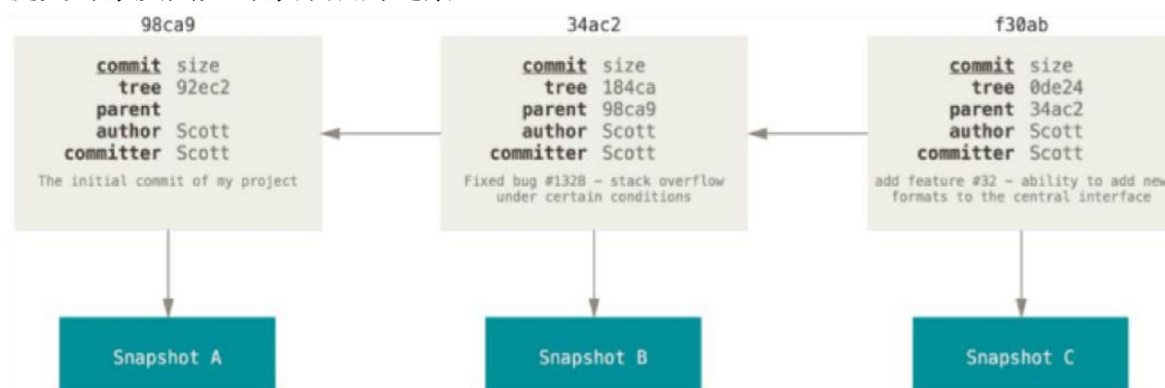 98ca9
commit size
tree 92ec2
parent
author Scott
committer Scott
The initial commit of my project
Snapshot A
34ac2
commit size
tree 184ca
parent 98ca9
author Scott
committer Scott
Fixed bug #1328 – stack overflow
under certain conditions
Snapshot B
f30ab
commit size
tree 0de24
parent 34ac2
author Scott
committer Scott
add feature #32 – ability to add new
formats to the central interface
Snapshot C